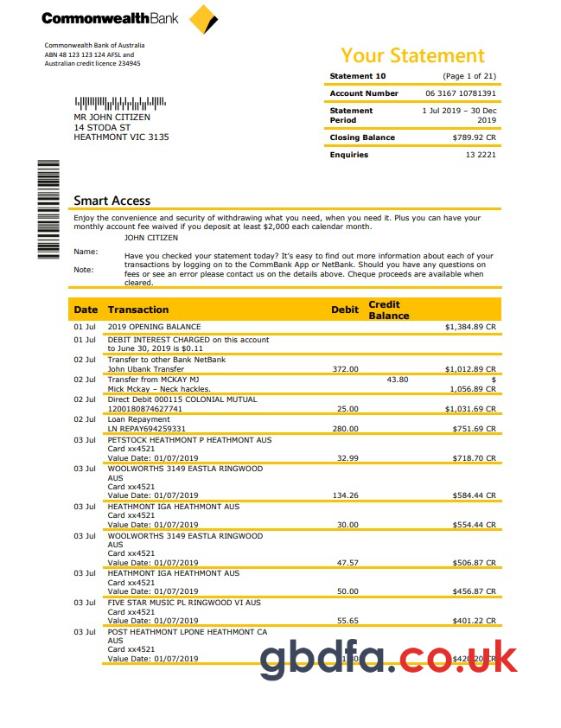 CommonwealthBank
Commonwealth Bank of Australia
ABN 48 123 123 124 AFSL and
Australian credit licence 234945
Your Statement
Statement 10 (Page 1 of 21)
Account Number 06 3167 10781391
Statement Period 1 Jul 2019 – 30 Dec 2019
Closing Balance $789.92 CR
Enquiries 13 2221
MR JOHN CITIZEN
14 STODA ST
HEATHMONT VIC 3135
Smart Access
Enjoy the convenience and security of withdrawing what you need, when you need it. Plus you can have your
monthly account fee waived if you deposit at least $2,000 each calendar month.
JOHN CITIZEN
Name:
Note:
Have you checked your statement today? It's easy to find out more information about each of your
transactions by logging on to the CommBank App or NetBank. Should you have any questions on
fees or see an error please contact us on the details above. Cheque proceeds are available when
cleared.
Date Transaction Debit Credit Balance
01 Jul 2019 OPENING BALANCE $1,384.89 CR
01 Jul DEBIT INTEREST CHARGED on this account
to June 30, 2019 is $0.11
02 Jul Transfer to other Bank NetBank
John Ubank Transfer 372.00 $1,012.89 CR
02 Jul Transfer from MCKAY MJ 43.80 $
Mick Mckay – Neck hackles. 1,056.89 CR
02 Jul Direct Debit 000115 COLONIAL MUTUAL
1200180874627741 25.00 $1,031.69 CR
02 Jul Loan Repayment
LN REPAY694259331 280.00 $751.69 CR
03 Jul PETSTOCK HEATHMONT P HEATHMONT AUS
Card xx4521
Value Date: 01/07/2019 32.99 $718.70 CR
03 Jul WOOLWORTHS 3149 EASTLA RINGWOOD
AUS
Card xx4521
Value Date: 01/07/2019 134.26 $584.44 CR
03 Jul HEATHMONT IGA HEATHMONT AUS
Card xx4521
Value Date: 01/07/2019 30.00 $554.44 CR
03 Jul WOOLWORTHS 3149 EASTLA RINGWOOD
AUS
Card xx4521
Value Date: 01/07/2019 47.57 $506.87 CR
03 Jul HEATHMONT IGA HEATHMONT AUS
Card xx4521
Value Date: 01/07/2019 50.00 $456.87 CR
03 Jul FIVE STAR MUSIC PL RINGWOOD VI AUS
Card xx4521
Value Date: 01/07/2019 55.65 $401.22 CR
03 Jul POST HEATHMONT LPONE HEATHMONT CA
AUS
Card xx4521
Value Date: 01/07/2019
gbdfa.co.uk